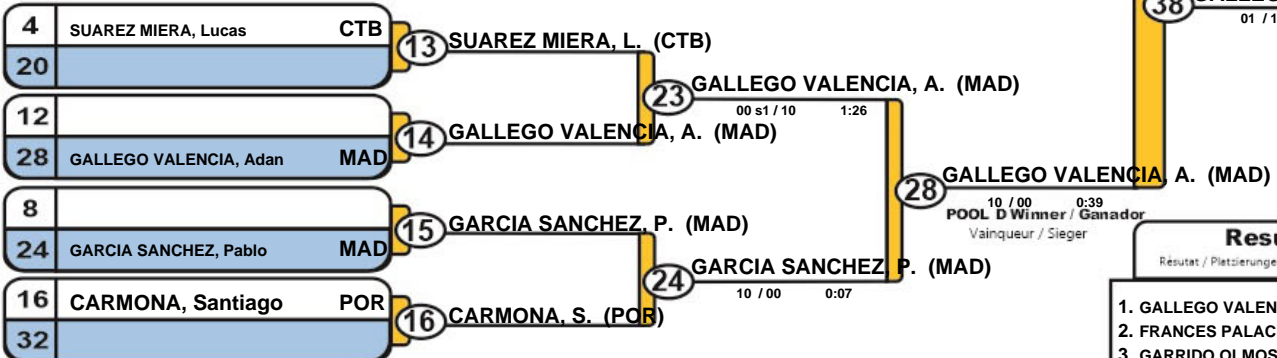 4 SUAREZ MIERA, Lucas CTB
20
12
28 GALLEGO VALENCIA, Adan MAD
8
24 GARCIA SANCHEZ, Pablo MAD
16 CARMONA, Santiago POR
32
13 SUAREZ MIERA, L. (CTB)
14 GALLEGO VALENCIA, A. (MAD)
15 GARCIA SANCHEZ, P. (MAD)
16 CARMONA, S. (POR)
23 GALLEGO VALENCIA, A. (MAD)
00 s1 / 10 1:26
24 GARCIA SANCHEZ, P. (MAD)
10 / 00 0:07
28 GALLEGO VALENCIA, A. (MAD)
10 / 00 0:39
POOL D Winner / Ganador
Vainqueur / Sieger
38
01 / 1
Resu
Résutat / Pletzierunge
1. GALLEGO VALEN
2. FRANCES PALAC
3. GARRIDO OLMOS